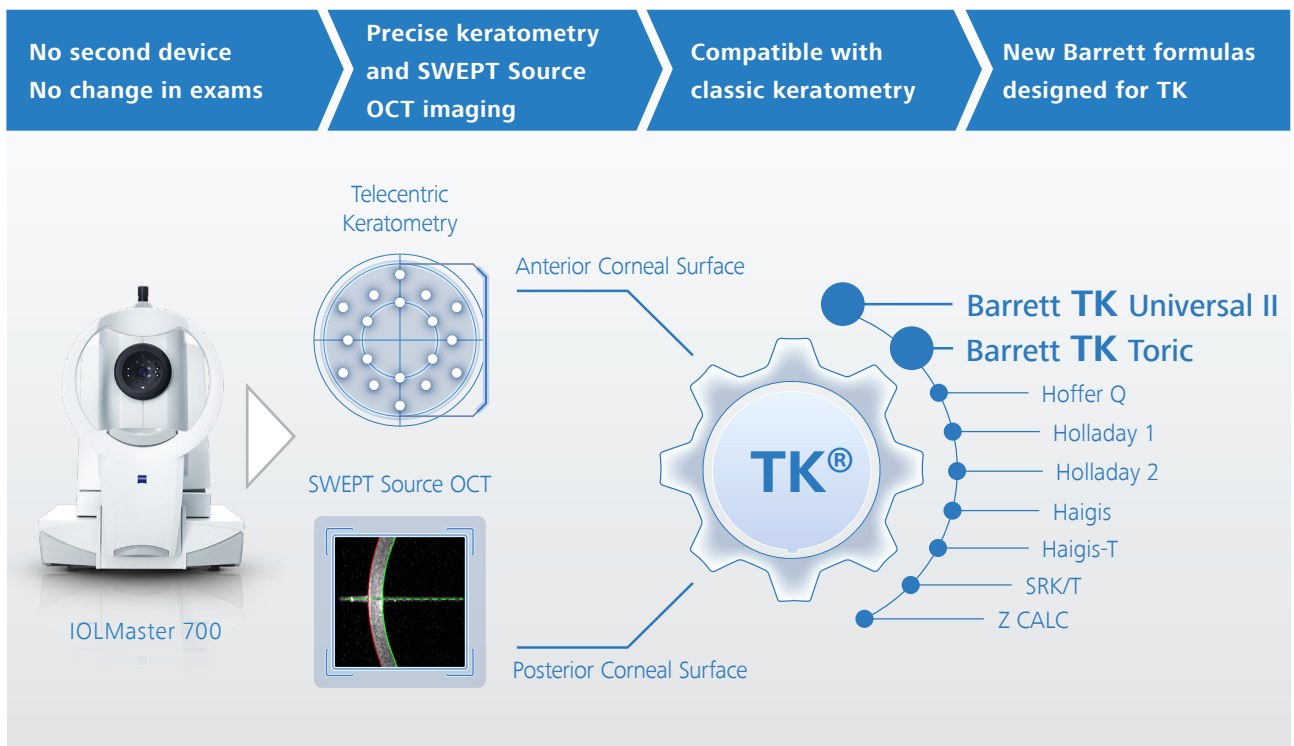 No second device
No change in exams
Precise keratometry
and SWEPT Source
OCT imaging
Compatible with
classic keratometry
New Barrett formulas
designed for TK
Telecentric
Keratometry
Anterior Corneal Surface
SWEPT Source OCT
IOLMaster 700
Posterior Corneal Surface
TK®
Barrett TK Universal II
Barrett TK Toric
Hoffer Q
Holladay 1
Holladay 2
Haigis
Haigis-T
SRK/T
Z CALC